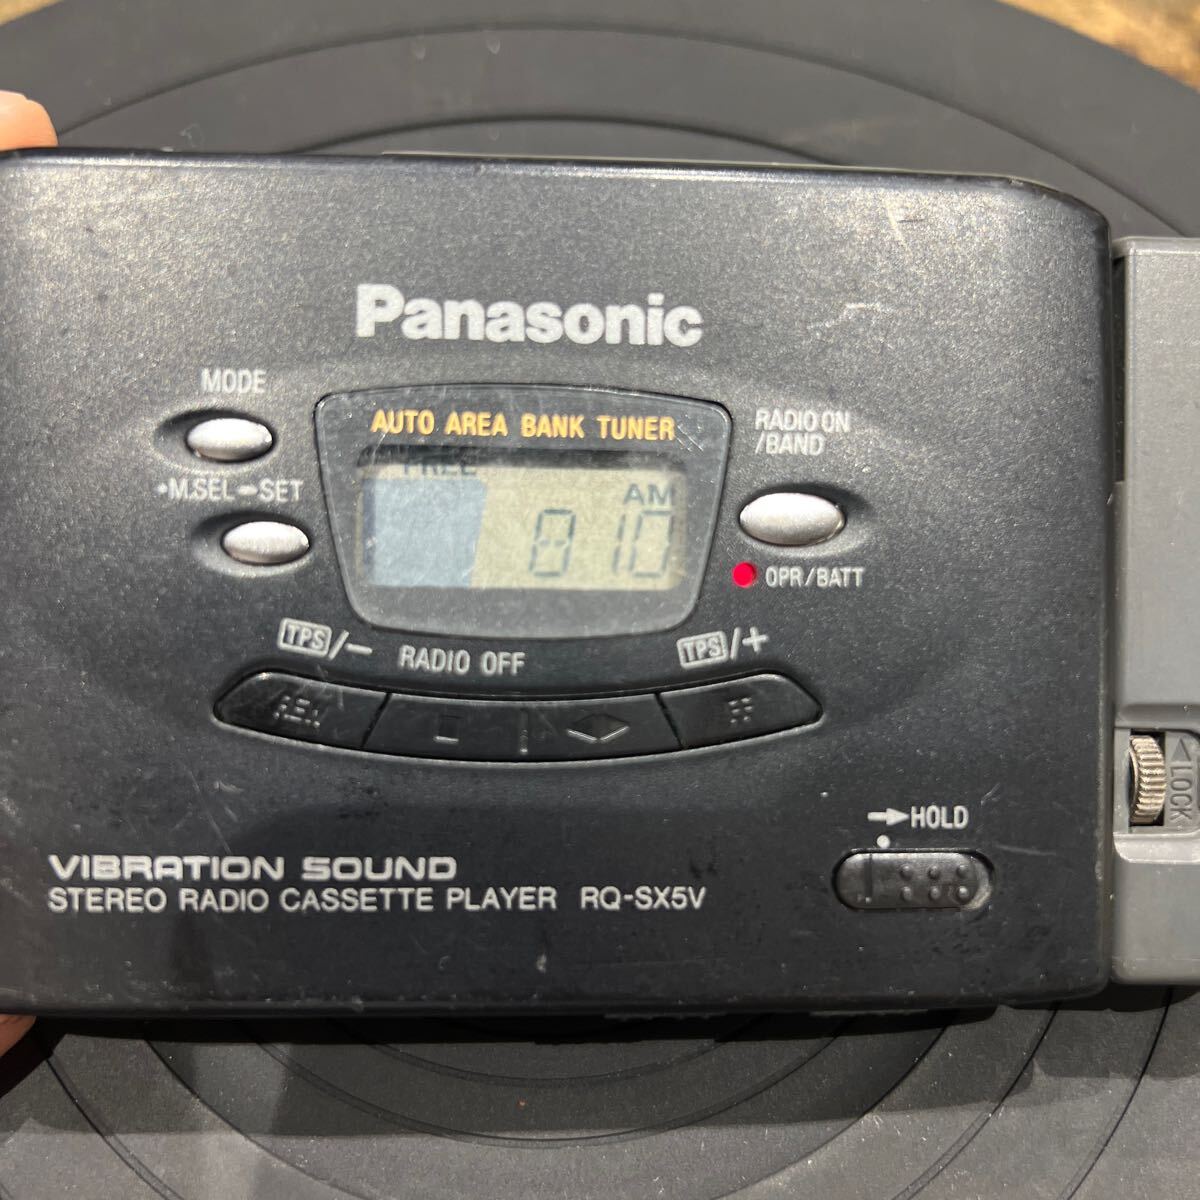 Panasonic
MODE
AUTO AREA BANK TUNER
RADIO ON
/BAND
FREE
AM
810
•M.SEL–SET
OPR/BATT
TPS/−
RADIO OFF
TPS/+
LOCK
HOLD
VIBRATION SOUND
STEREO RADIO CASSETTE PLAYER RQ-SX5V